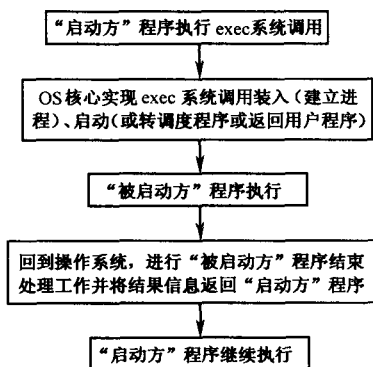 “启动方”程序执行 exec系统调用
OS核心实现 exec 系统调用装入(建立进
程)、启动(或转调度程序或返回用户程序)
“被启动方”程序执行
回到操作系统，进行“被启动方”程序结束
处理工作并将结果信息返回“启动方”程序
“启动方”程序继续执行